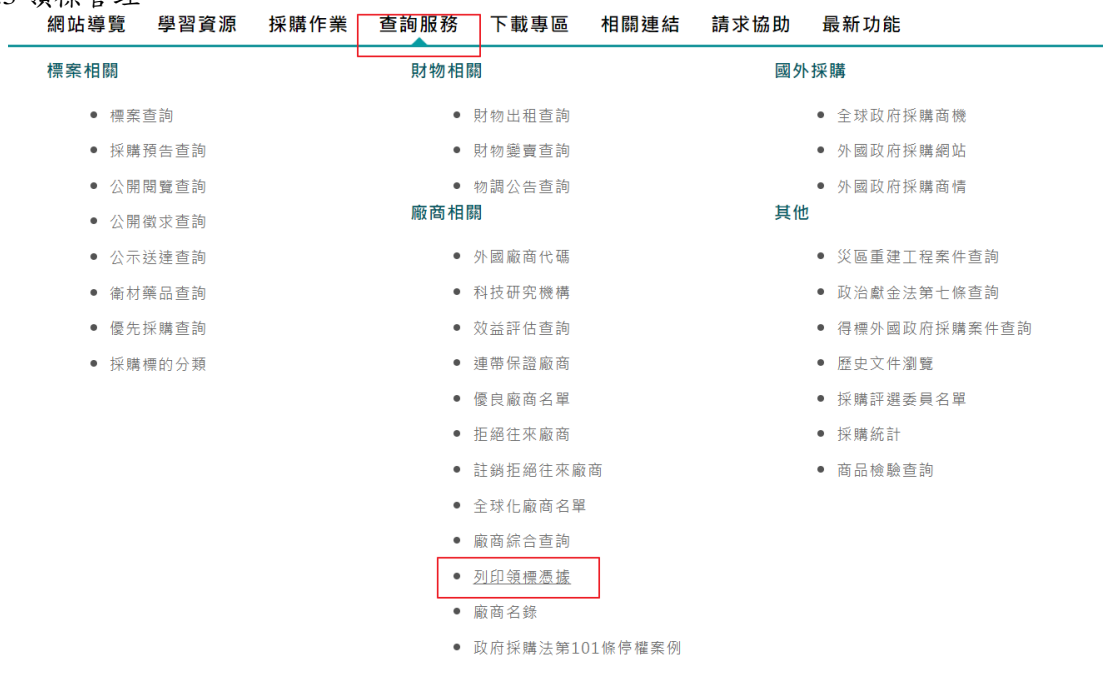 網站導覽 學習資源 採購作業 查詢服務 下載專區 相關連結 請求協助 最新功能
標案相關
標案查詢
採購預告查詢
公開閱覽查詢
公開徵求查詢
公示送達查詢
衛材藥品查詢
優先採購查詢
採購標的分類
財物相關
財物出租查詢
財物變賣查詢
物調公告查詢
廠商相關
外國廠商代碼
科技研究機構
效益評估查詢
連帶保證廠商
優良廠商名單
拒絕往來廠商
註銷拒絕往來廠商
全球化廠商名單
廠商綜合查詢
列印領標憑據
廠商名錄
政府採購法第101條停權案例
國外採購
全球政府採購商機
外國政府採購網站
外國政府採購商情
其他
災區重建工程案件查詢
政治獻金法第七條查詢
得標外國政府採購案件查詢
歷史文件瀏覽
採購評選委員名單
採購統計
商品檢驗查詢